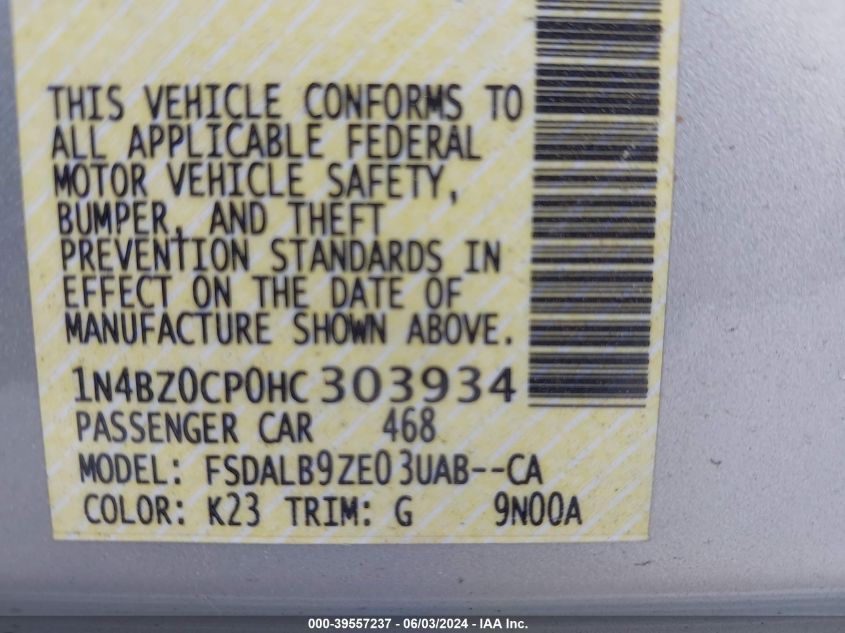 THIS VEHICLE CONFORMS TO
ALL APPLICABLE FEDERAL
MOTOR VEHICLE SAFETY,
BUMPER, AND THEFT
PREVENTION STANDARDS IN
EFFECT ON THE DATE OF
MANUFACTURE SHOWN ABOVE.
1N4BZ0CP0HC303934
PASSENGER CAR 468
MODEL: FSDALB9ZE03UAB--CA
COLOR: K23 TRIM: G 9N00A
000-39557237 - 06/03/2024 - IAA Inc.